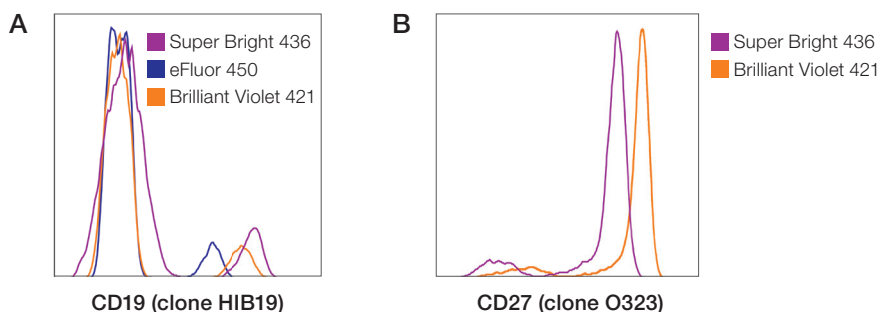 A
Super Bright 436
eFluor 450
Brilliant Violet 421
CD19 (clone HIB19)
B
Super Bright 436
Brilliant Violet 421
CD27 (clone O323)